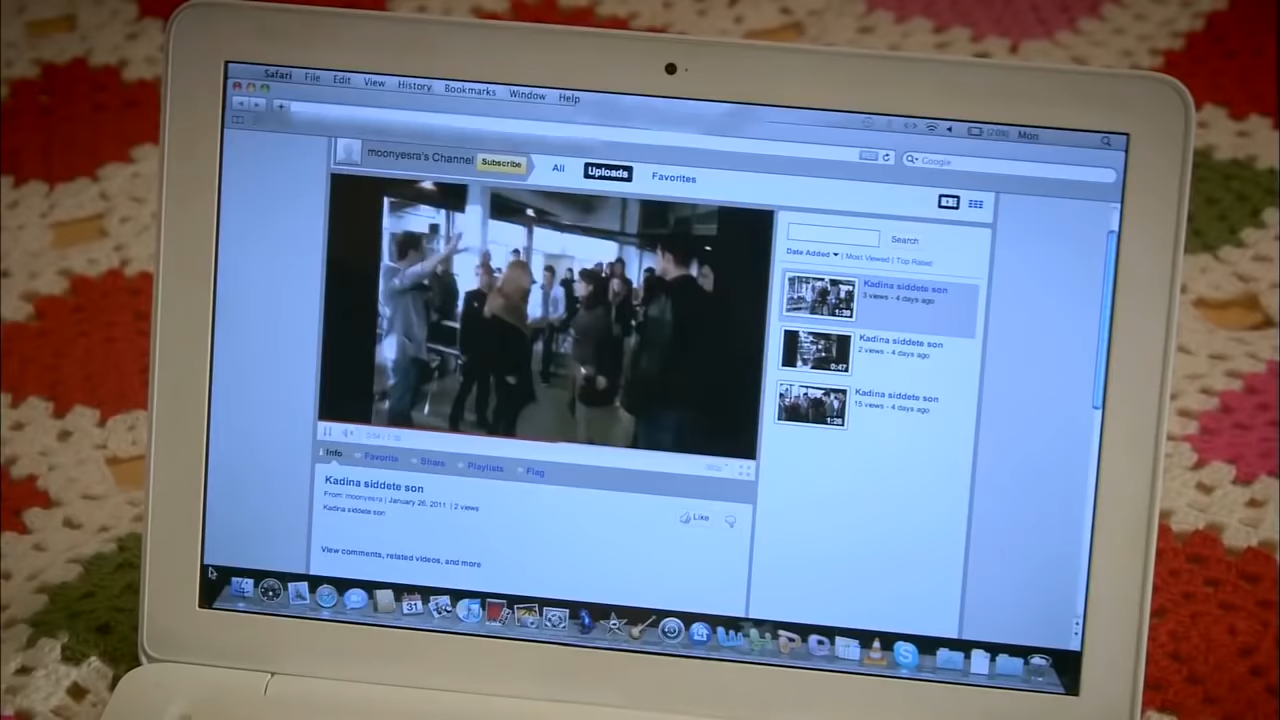 Safari File Edit View History Bookmarks Window Help
(20%) Mon
Google
moonyesra's Channel Subscribe All Uploads Favorites
Search
Date Added | Most Viewed | Top Rated
Kadina siddete son
3 views - 4 days ago
1:39
Kadina siddete son
2 views - 4 days ago
0:47
Kadina siddete son
15 views - 4 days ago
Info Favorite Share Playlists Flag
Kadina siddete son
From: moonyesra | January 26, 2011 | 2 views
Kadina siddete son
Like
View comments, related videos, and more
31